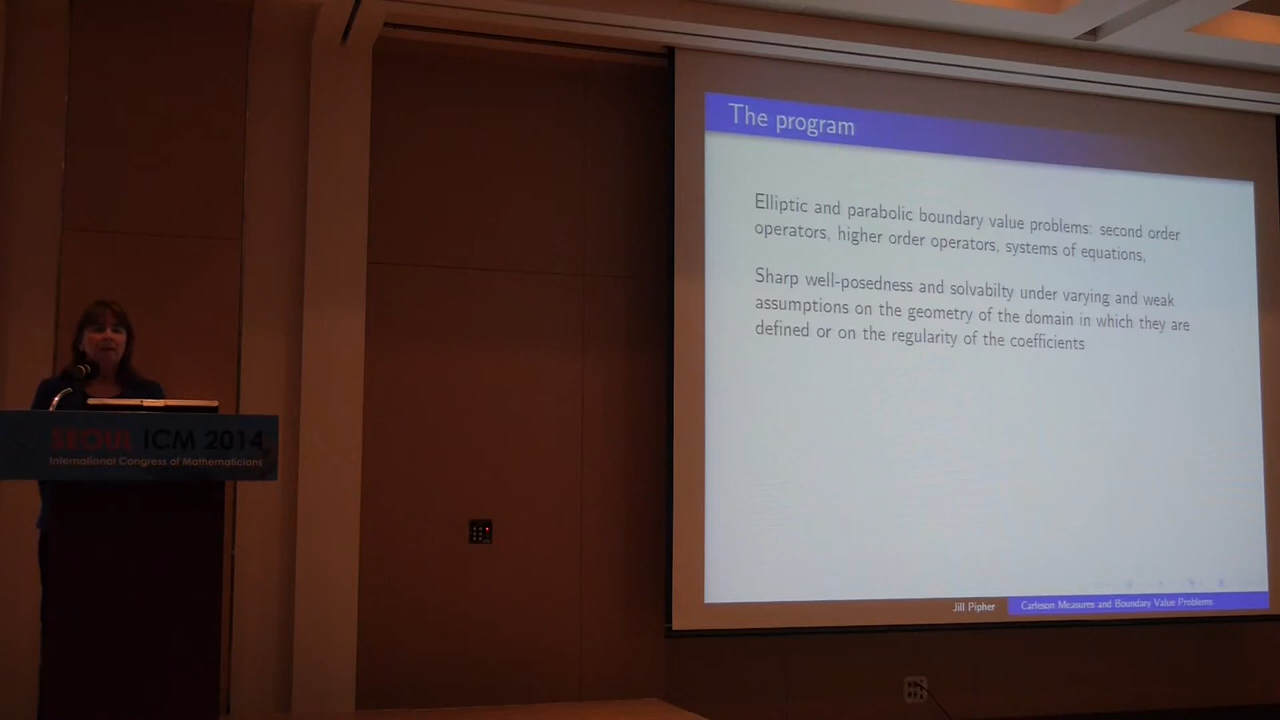 The program
Elliptic and parabolic boundary value problems: second order
operators, higher order operators, systems of equations,
Sharp well-posedness and solvabilty under varying and weak
assumptions on the geometry of the domain in which they are
defined or on the regularity of the coefficients
Jill Pipher
Carleson Measures and Boundary Value Problems
SEOUL ICM 2014
International Congress of Mathematicians